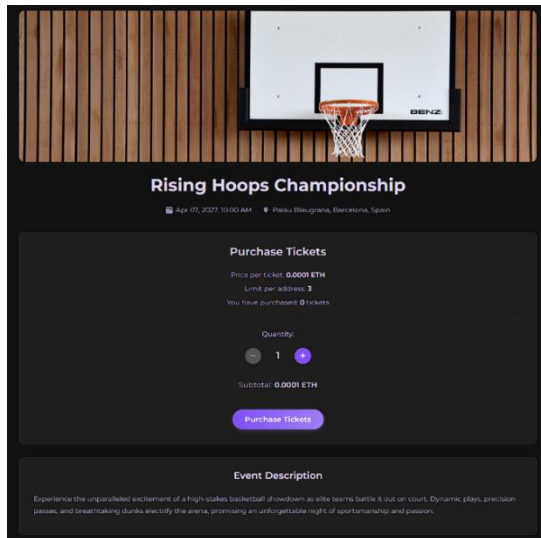 BENZ
Rising Hoops Championship
Apr 07, 2027, 10:00 AM Palau Blaugrana, Barcelona, Spain
Purchase Tickets
Price per ticket: 0.0001 ETH
Limit per address: 3
You have purchased: 0 tickets
Quantity:
− 1 +
Subtotal: 0.0001 ETH
Purchase Tickets
Event Description
Experience the unparalleled excitement of a high-stakes basketball showdown as elite teams battle it out on court. Dynamic plays, precision
passes, and breathtaking dunks electrify the arena, promising an unforgettable night of sportsmanship and passion.